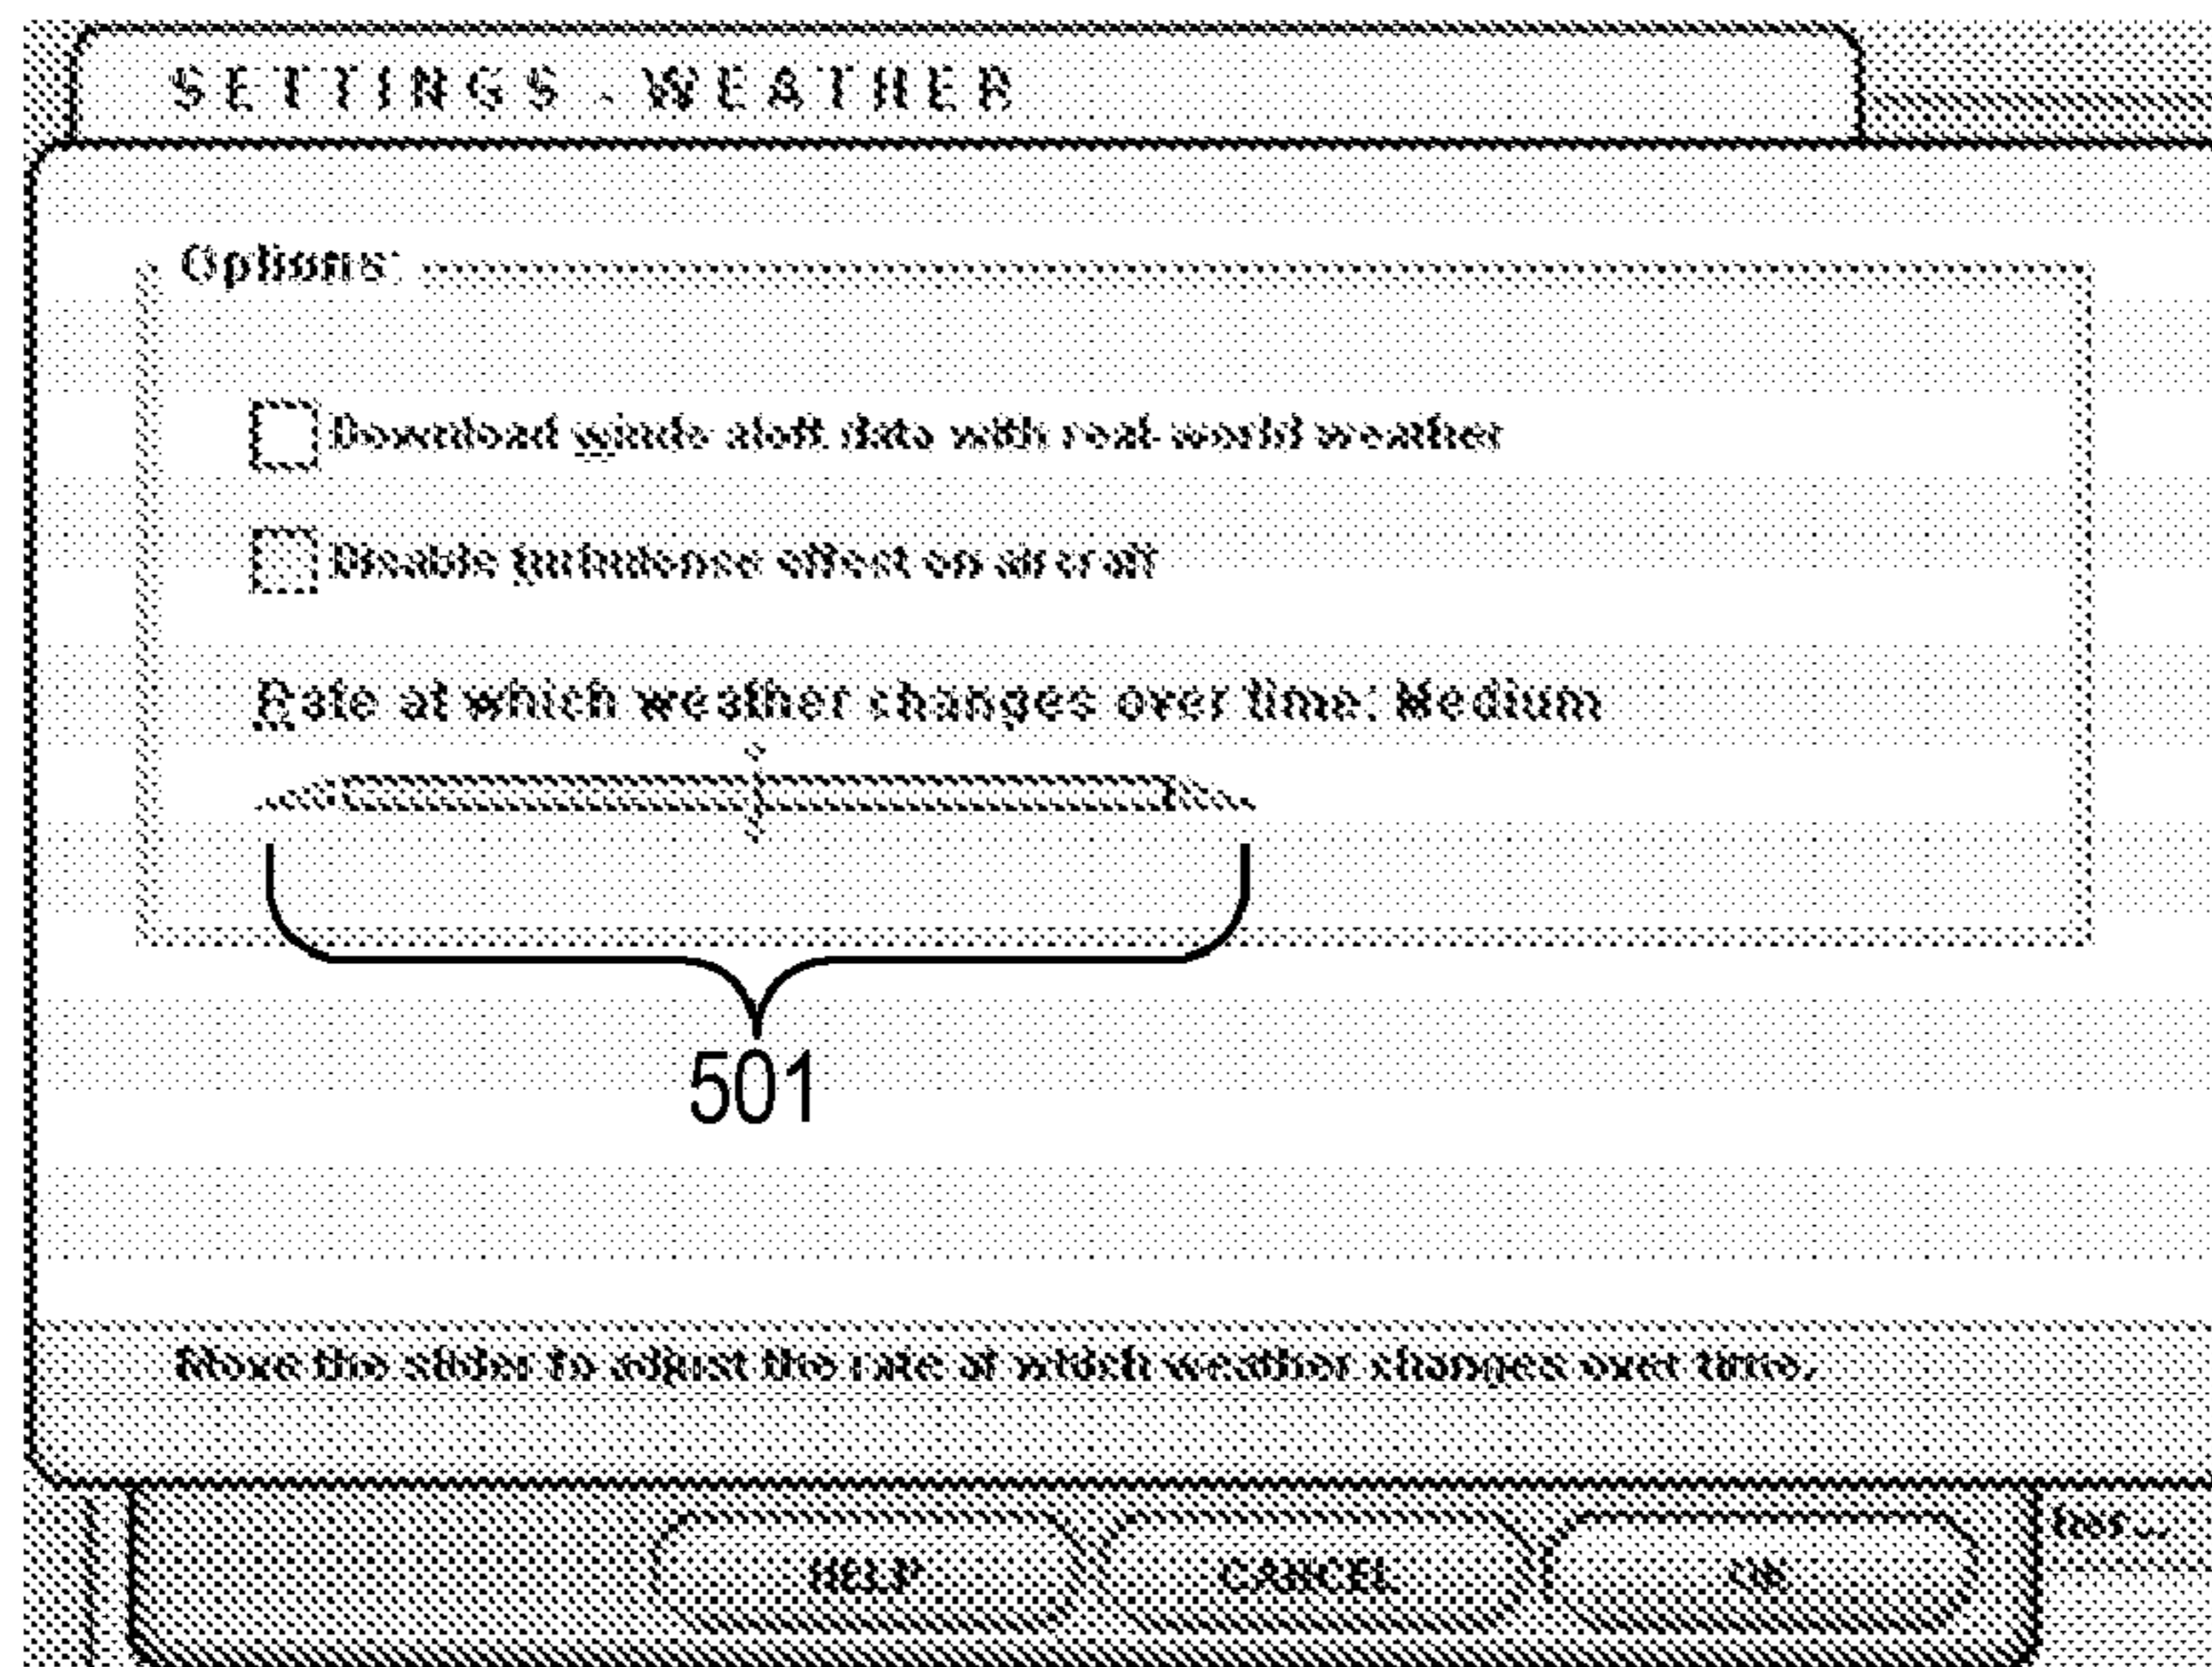 SETTINGS - WEATHER
Options:
Download winds aloft data with real-world weather
Disable turbulence effect on aircraft
Rate at which weather changes over time: Medium
501
Move the slider to adjust the rate at which weather changes over time.
HELP
CANCEL
OK